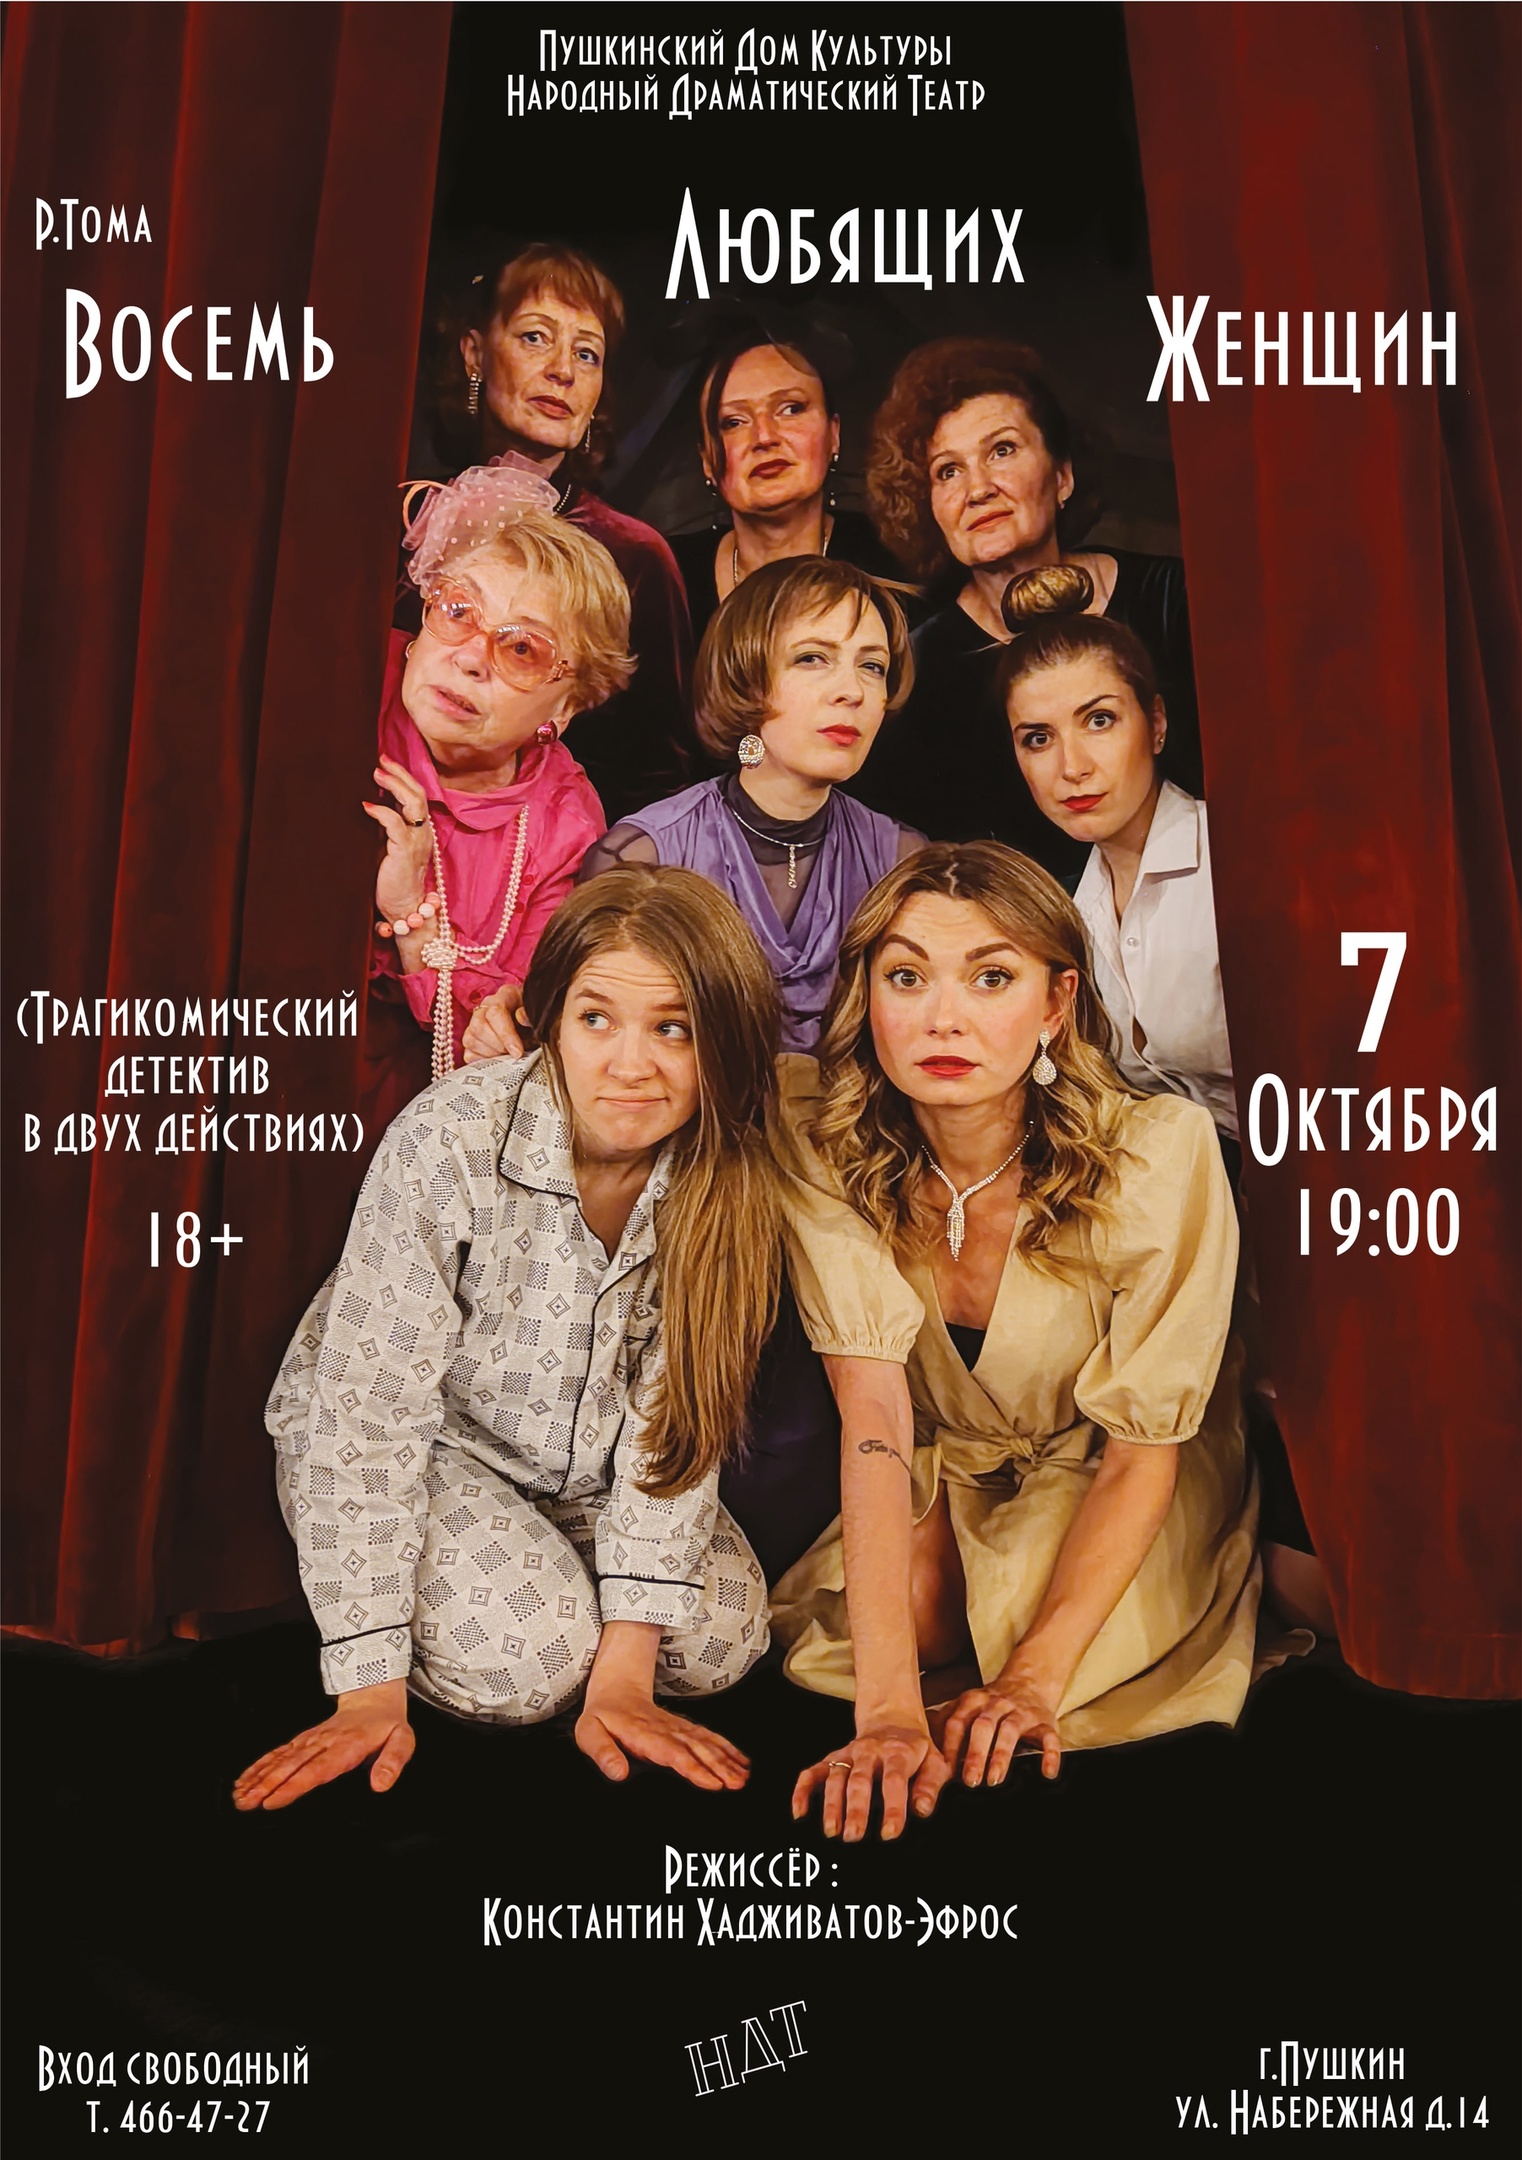 Пушкинский Дом Культуры
Народный Драматический Театр
Р.Тома
Восемь
Любящих
Женщин
(Трагикомический
детектив
в двух действиях)
18+
7
Октября
19:00
Режиссёр :
Константин Хадживатов-Эфрос
НДТ
Вход свободный
т. 466-47-27
г.Пушкин
ул. Набережная д.14